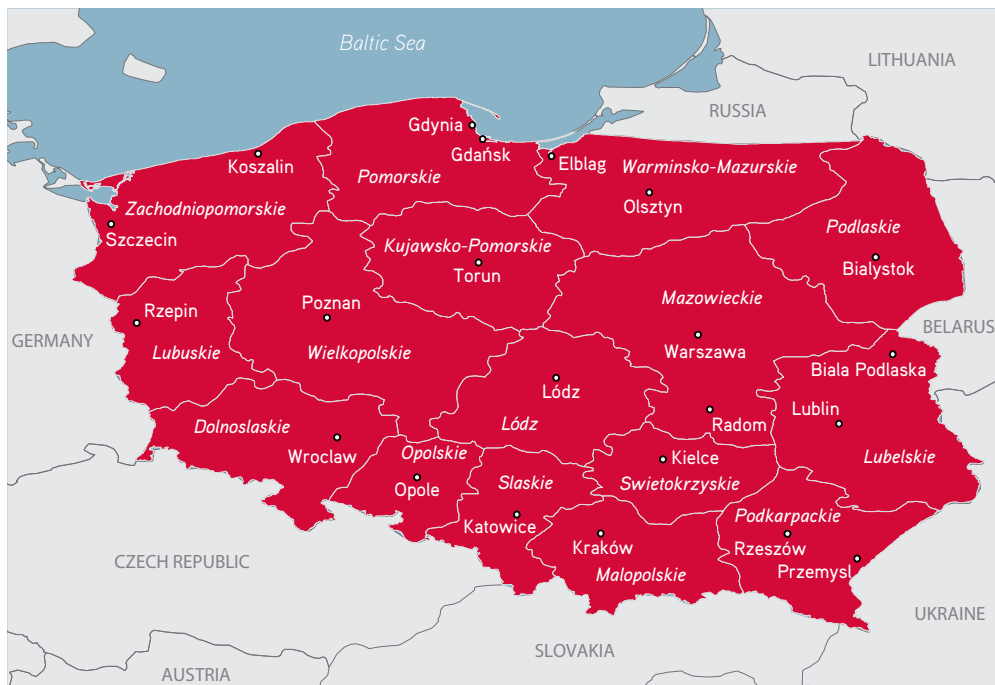 Baltic Sea
LITHUANIA
RUSSIA
Gdynia
Gdańsk
Koszalin
Elblag
Warminsko-Mazurskie
Pomorskie
Olsztyn
Zachodniopomorskie
Szczecin
Kujawsko-Pomorskie
Torun
Podlaskie
Bialystok
Mazowieckie
Rzepin
Poznan
GERMANY
BELARUS
Lubuskie
Wielkopolskie
Warszawa
Biala Podlaska
Lódz
Lublin
Dolnoslaskie
Lódz
Radom
Wroclaw
Opolskie
Kielce
Lubelskie
Opole
Slaskie
Swietokrzyskie
Katowice
Podkarpackie
Kraków
Rzeszów
CZECH REPUBLIC
Malopolskie
Przemysl
UKRAINE
SLOVAKIA
AUSTRIA